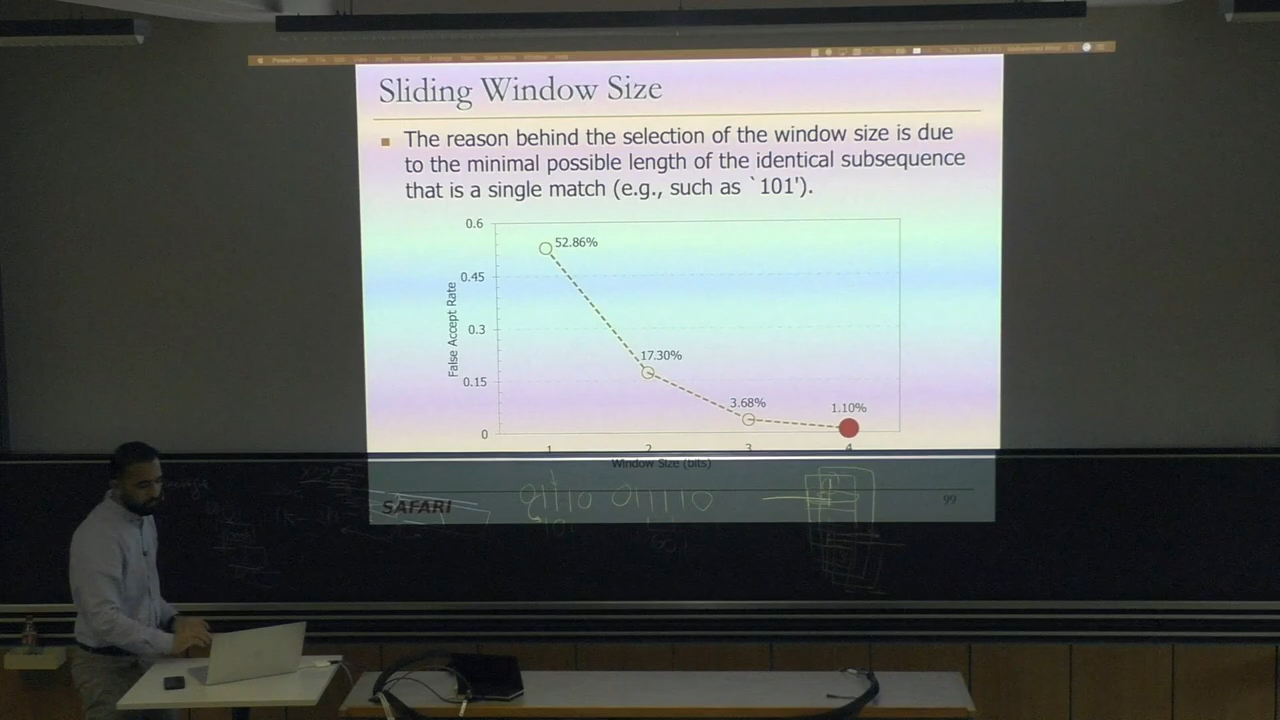 PowerPoint
Sliding Window Size
The reason behind the selection of the window size is due
to the minimal possible length of the identical subsequence
that is a single match (e.g., such as `101').
0.6
0.45
0.3
0.15
0
False Accept Rate
52.86%
17.30%
3.68%
1.10%
1 2 3 4
Window Size (bits)
SAFARI
99